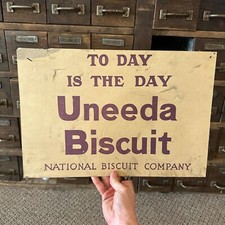 TO DAY
IS THE DAY
Uneeda
Biscuit
NATIONAL BISCUIT COMPANY